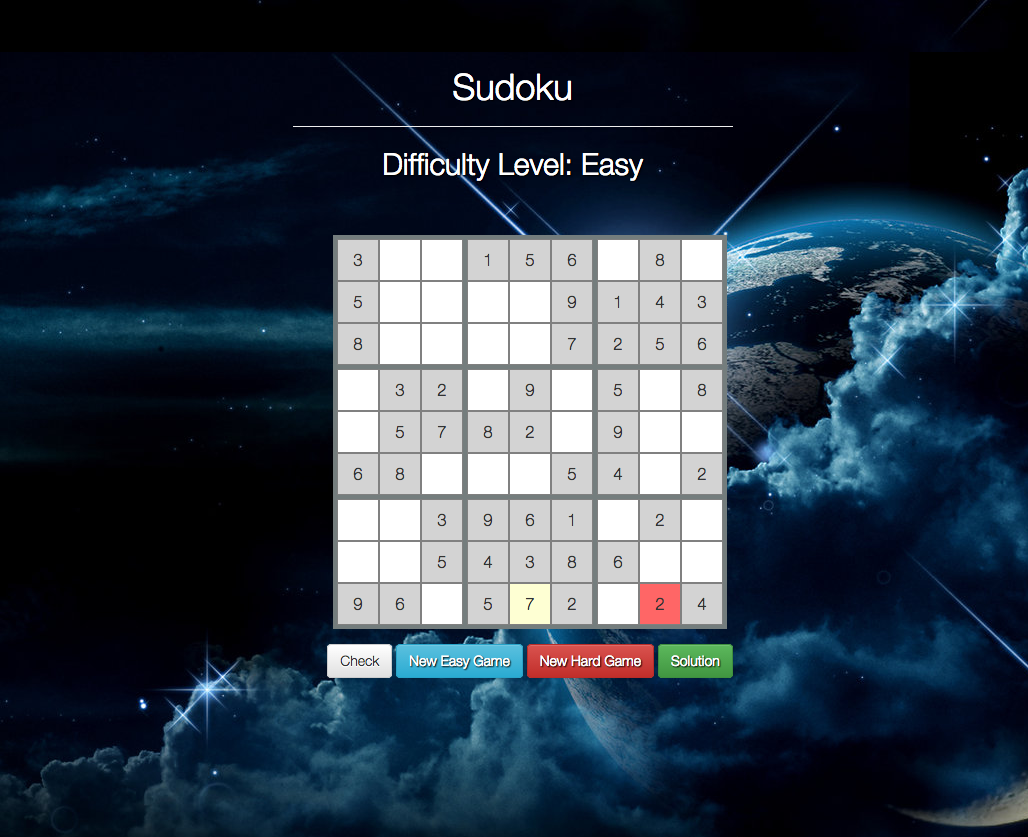 Sudoku
Difficulty Level: Easy
3 1 5 6 8
5 9 1 4 3
8 7 2 5 6
3 2 9 5 8
5 7 8 2 9
6 8 5 4 2
3 9 6 1 2
5 4 3 8 6
9 6 5 7 2 2 4
Check New Easy Game New Hard Game Solution